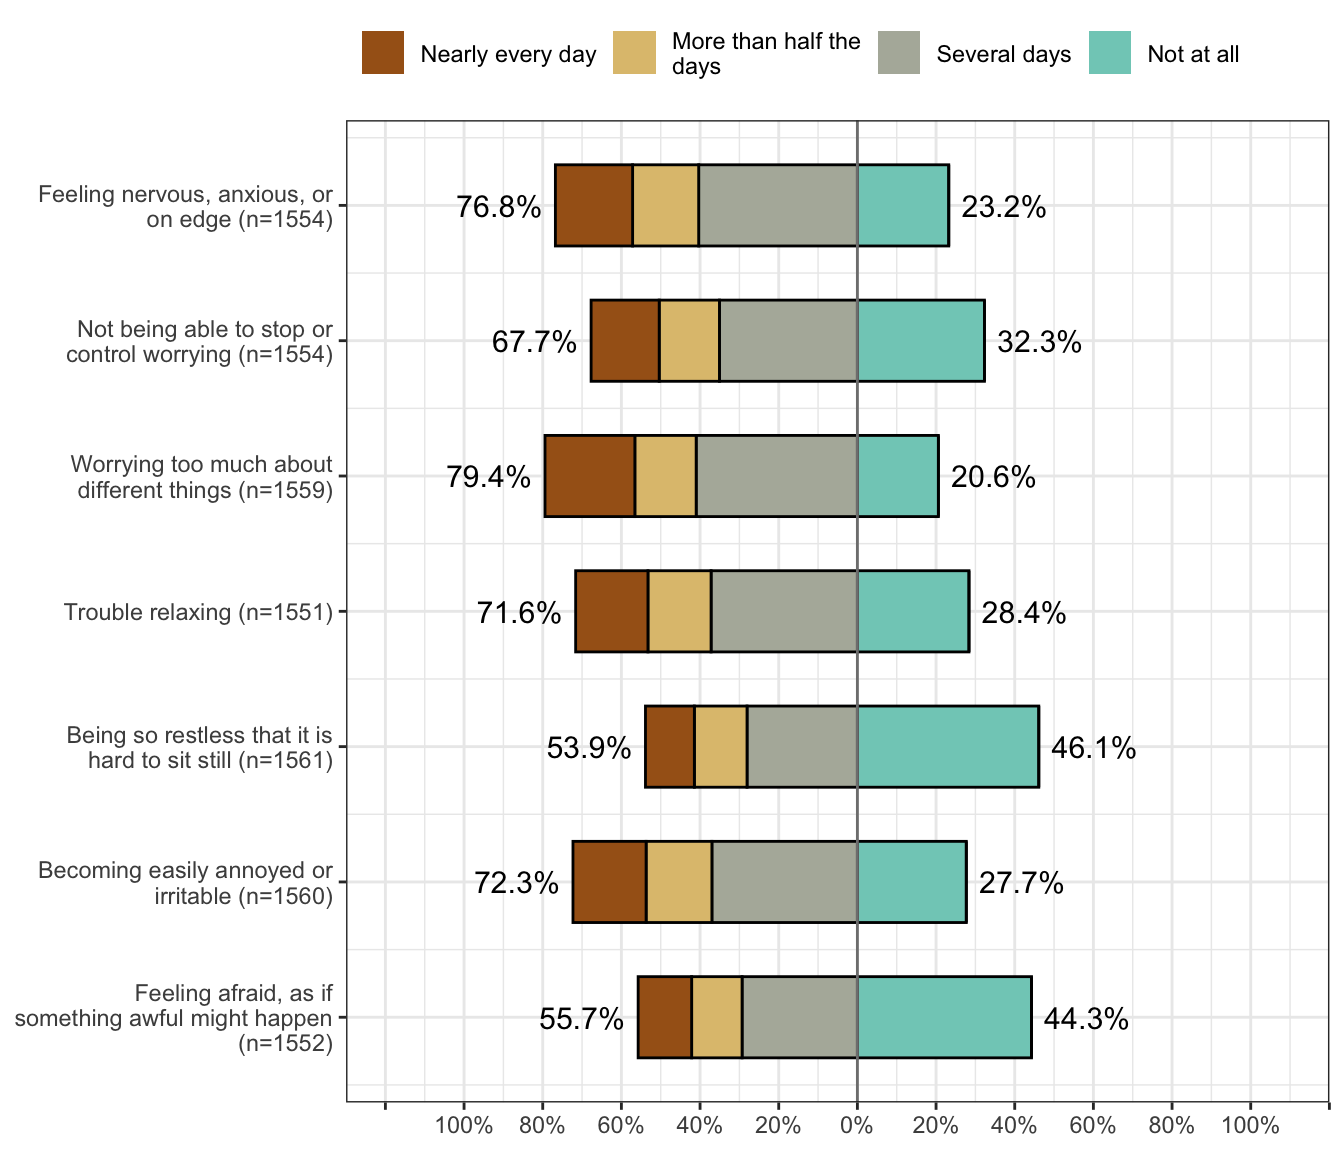 Nearly every day
More than half the
days
Several days
Not at all
Feeling nervous, anxious, or
on edge (n=1554)
76.8%
23.2%
Not being able to stop or
control worrying (n=1554)
67.7%
32.3%
Worrying too much about
different things (n=1559)
79.4%
20.6%
Trouble relaxing (n=1551)
71.6%
28.4%
Being so restless that it is
hard to sit still (n=1561)
53.9%
46.1%
Becoming easily annoyed or
irritable (n=1560)
72.3%
27.7%
Feeling afraid, as if
something awful might happen
(n=1552)
55.7%
44.3%
100% 80% 60% 40% 20% 0% 20% 40% 60% 80% 100%